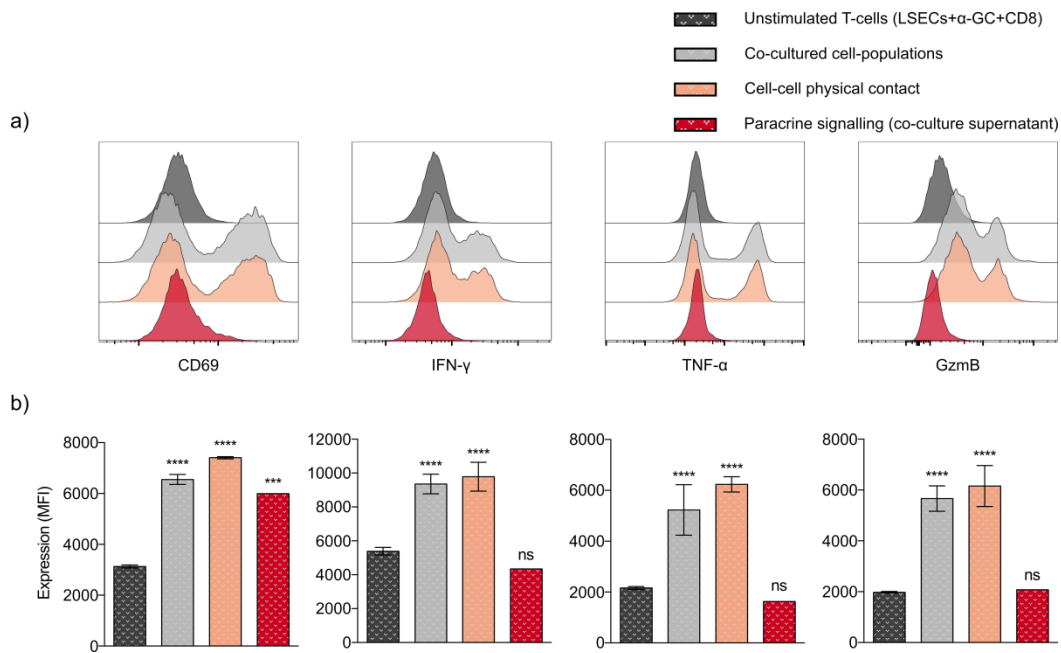 Unstimulated T-cells (LSECs+α-GC+CD8)
Co-cultured cell-populations
Cell-cell physical contact
Paracrine signalling (co-culture supernatant)
a)
CD69
IFN-γ
TNF-α
GzmB
b)
Expression (MFI)
8000
6000
4000
2000
0
**** **** ***
12000
10000
8000
6000
4000
2000
0
**** **** ns
8000
6000
4000
2000
0
**** **** ns
8000
6000
4000
2000
0
**** **** ns